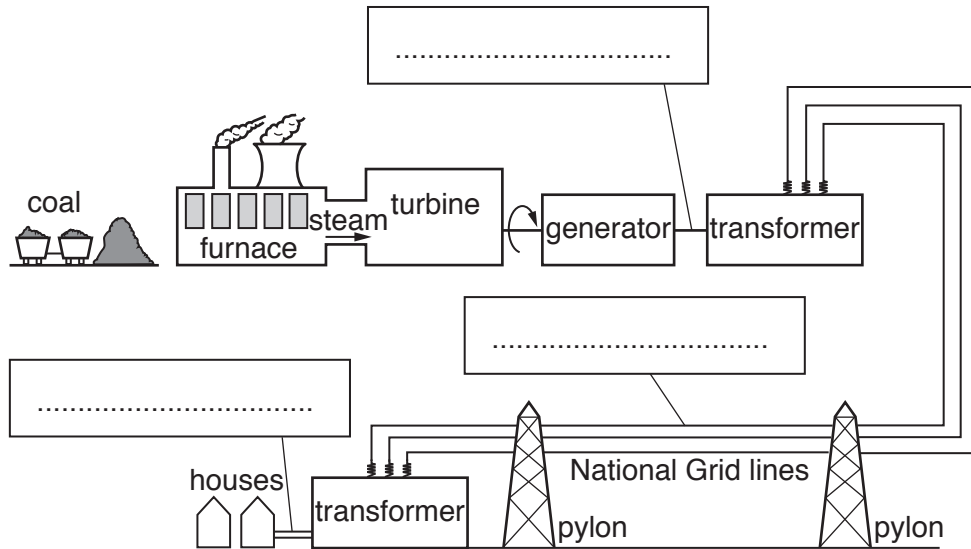 ................................
coal
furnace
steam
turbine
generator
transformer
................................
................................
houses
transformer
National Grid lines
pylon
pylon